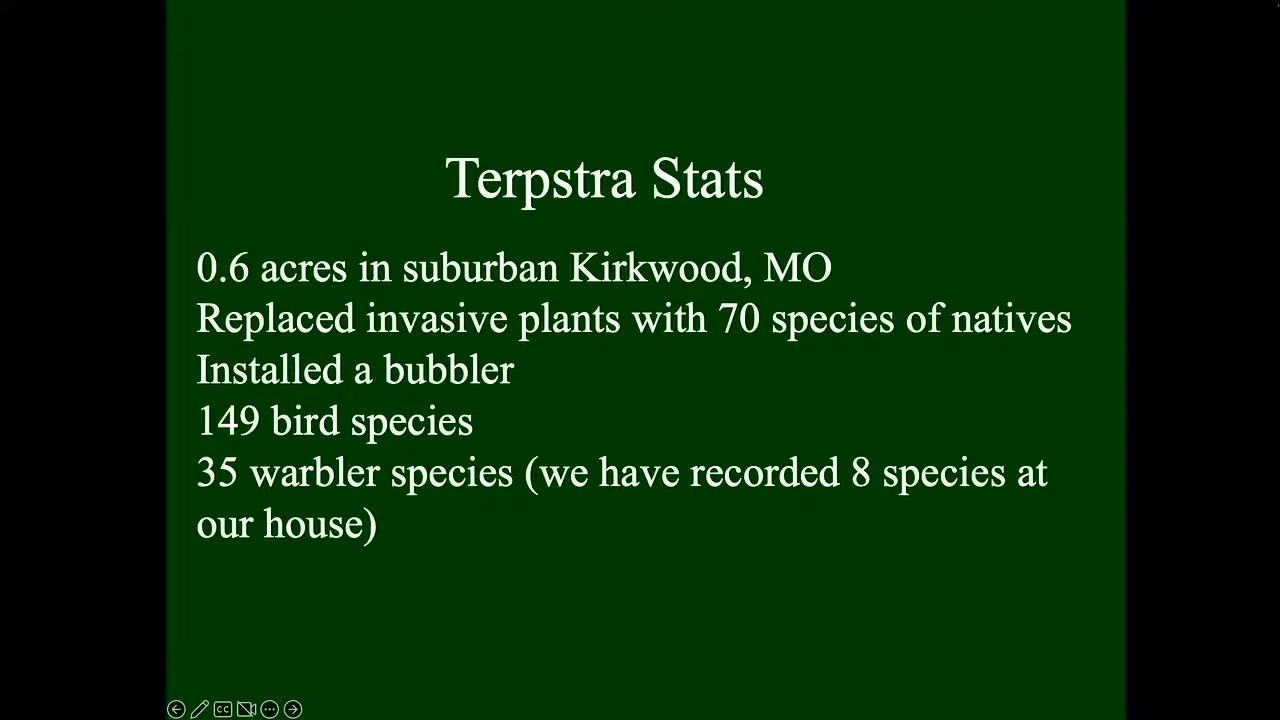 Terpstra Stats
0.6 acres in suburban Kirkwood, MO
Replaced invasive plants with 70 species of natives
Installed a bubbler
149 bird species
35 warbler species (we have recorded 8 species at
our house)
CC